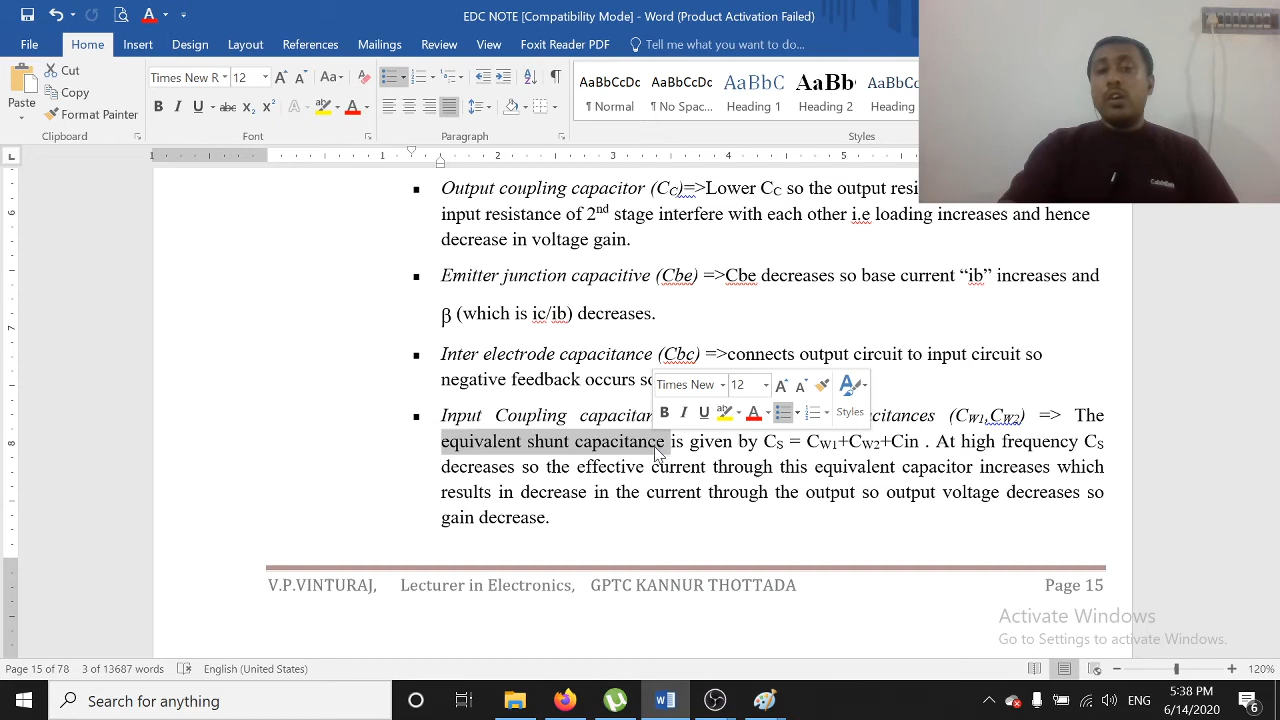 EDC NOTE [Compatibility Mode] - Word (Product Activation Failed)
File Home Insert Design Layout References Mailings Review View Foxit Reader PDF Tell me what you want to do...
Cut
Copy
Format Painter
Paste
Times New R 12
Clipboard Font Paragraph Styles
AaBbCcDc AaBbCcDc AaBbC AaBb AaBbCc
¶ Normal ¶ No Spac... Heading 1 Heading 2 Heading
1 1 2 3 4 5
Output coupling capacitor (CC)=>Lower CC so the output resi
input resistance of 2nd stage interfere with each other i.e loading increases and hence
decrease in voltage gain.
Emitter junction capacitive (Cbe) =>Cbe decreases so base current “ib” increases and
β (which is ic/ib) decreases.
Inter electrode capacitance (Cbc) =>connects output circuit to input circuit so
negative feedback occurs so
Times New 12
Styles
Input Coupling capacitan citances (CW1,CW2) => The
equivalent shunt capacitance is given by CS = CW1+CW2+Cin . At high frequency CS
decreases so the effective current through this equivalent capacitor increases which
results in decrease in the current through the output so output voltage decreases so
gain decrease.
V.P.VINTURAJ, Lecturer in Electronics, GPTC KANNUR THOTTADA Page 15
Activate Windows
Go to Settings to activate Windows.
Page 15 of 78 3 of 13687 words English (United States) 120%
Search for anything
ENG
5:38 PM
6/14/2020
6